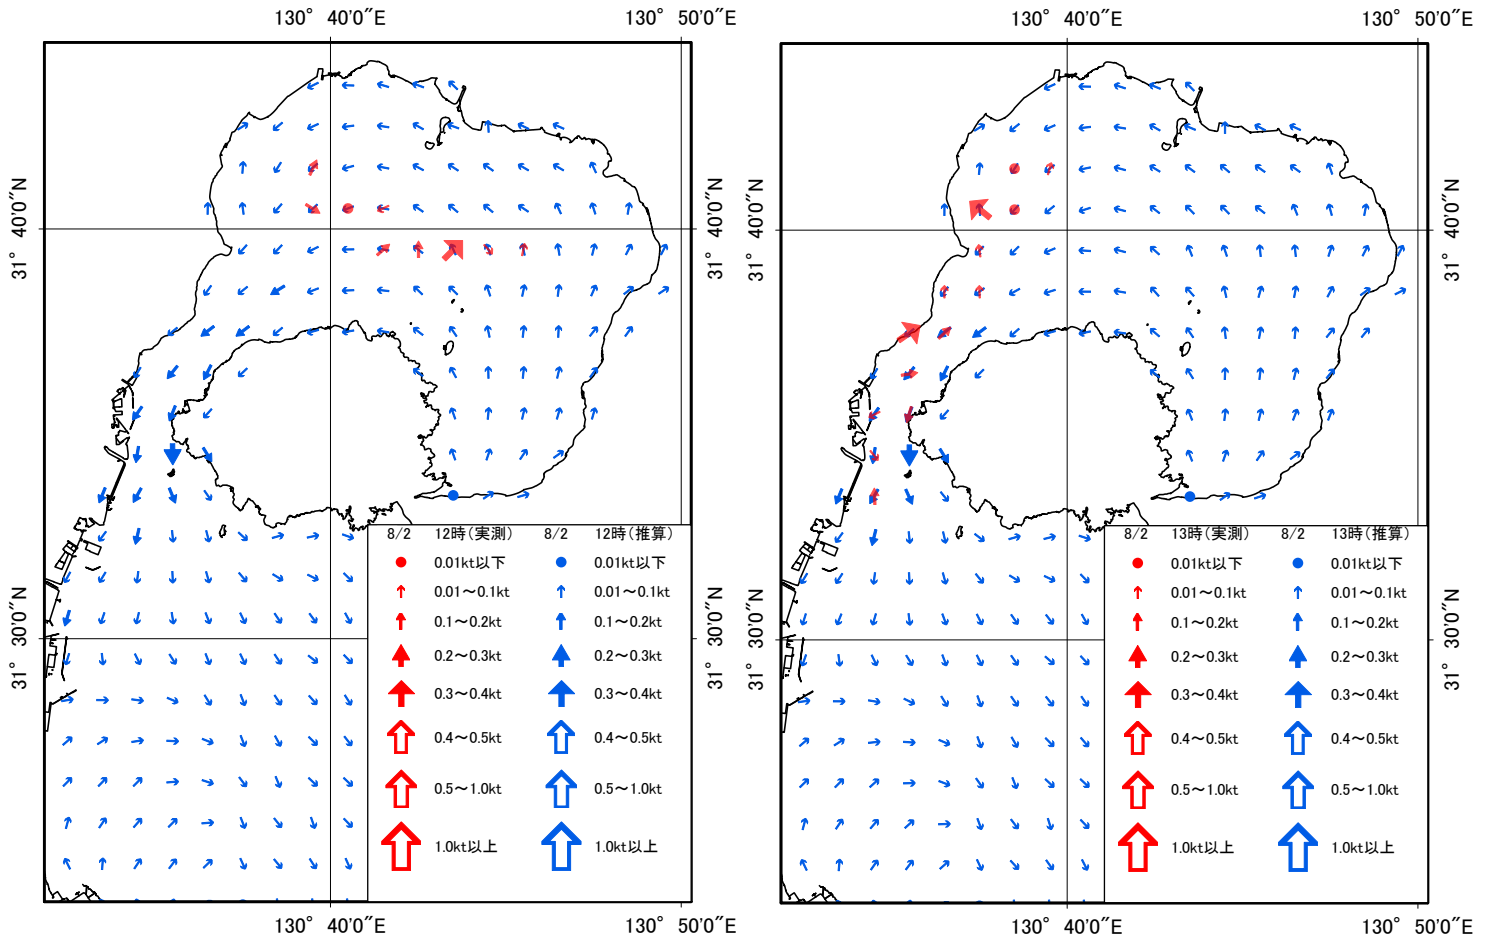 130° 40'0"E
130° 50'0"E
130° 40'0"E
130° 50'0"E
31° 40'0"N
31° 40'0"N
31° 40'0"N
31° 40'0"N
8/2 12時(実測) 8/2 12時(推算)
0.01kt以下 0.01kt以下
0.01～0.1kt 0.01～0.1kt
0.1～0.2kt 0.1～0.2kt
0.2～0.3kt 0.2～0.3kt
0.3～0.4kt 0.3～0.4kt
0.4～0.5kt 0.4～0.5kt
0.5～1.0kt 0.5～1.0kt
1.0kt以上 1.0kt以上
8/2 13時(実測) 8/2 13時(推算)
0.01kt以下 0.01kt以下
0.01～0.1kt 0.01～0.1kt
0.1～0.2kt 0.1～0.2kt
0.2～0.3kt 0.2～0.3kt
0.3～0.4kt 0.3～0.4kt
0.4～0.5kt 0.4～0.5kt
0.5～1.0kt 0.5～1.0kt
1.0kt以上 1.0kt以上
31° 30'0"N
31° 30'0"N
31° 30'0"N
31° 30'0"N
130° 40'0"E
130° 50'0"E
130° 40'0"E
130° 50'0"E